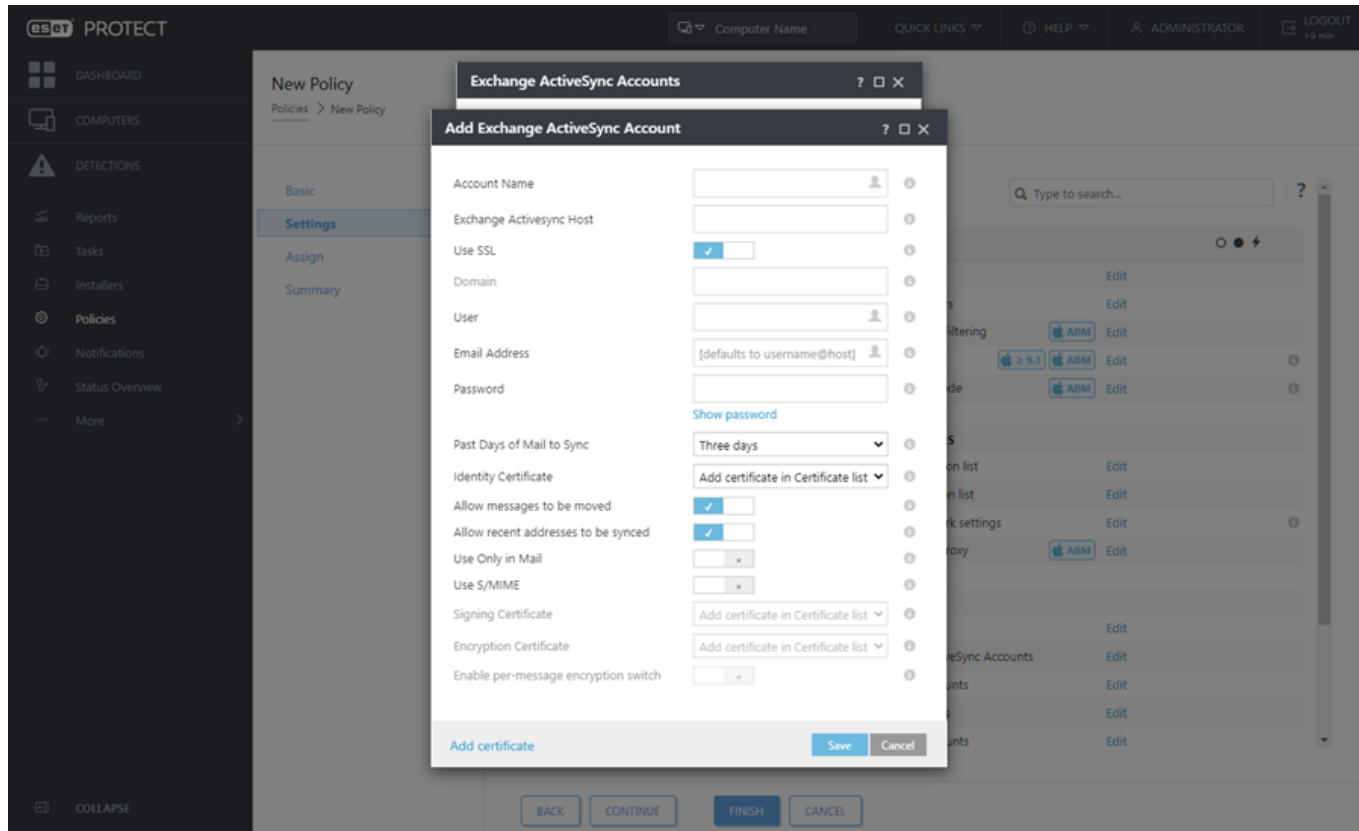 eset PROTECT
Computer Name
QUICK LINKS
HELP
ADMINISTRATOR
LOGOUT
>9 min
DASHBOARD
COMPUTERS
DETECTIONS
Reports
Tasks
Installers
Policies
Notifications
Status Overview
More
COLLAPSE
New Policy
Policies > New Policy
Basic
Settings
Assign
Summary
Exchange ActiveSync Accounts
Add Exchange ActiveSync Account
Account Name
Exchange Activesync Host
Use SSL
Domain
User
Email Address [defaults to username@host]
Password
Show password
Past Days of Mail to Sync Three days
Identity Certificate Add certificate in Certificate list
Allow messages to be moved
Allow recent addresses to be synced
Use Only in Mail
Use S/MIME
Signing Certificate Add certificate in Certificate list
Encryption Certificate Add certificate in Certificate list
Enable per-message encryption switch
Add certificate Save Cancel
Type to search... ?
Edit
s Edit
iltering ABM Edit
≥ 9.3 ABM Edit
de ABM Edit
s
on list Edit
n list Edit
rk settings Edit
roxy ABM Edit
Edit
veSync Accounts Edit
unts Edit
Edit
unts Edit
BACK CONTINUE FINISH CANCEL